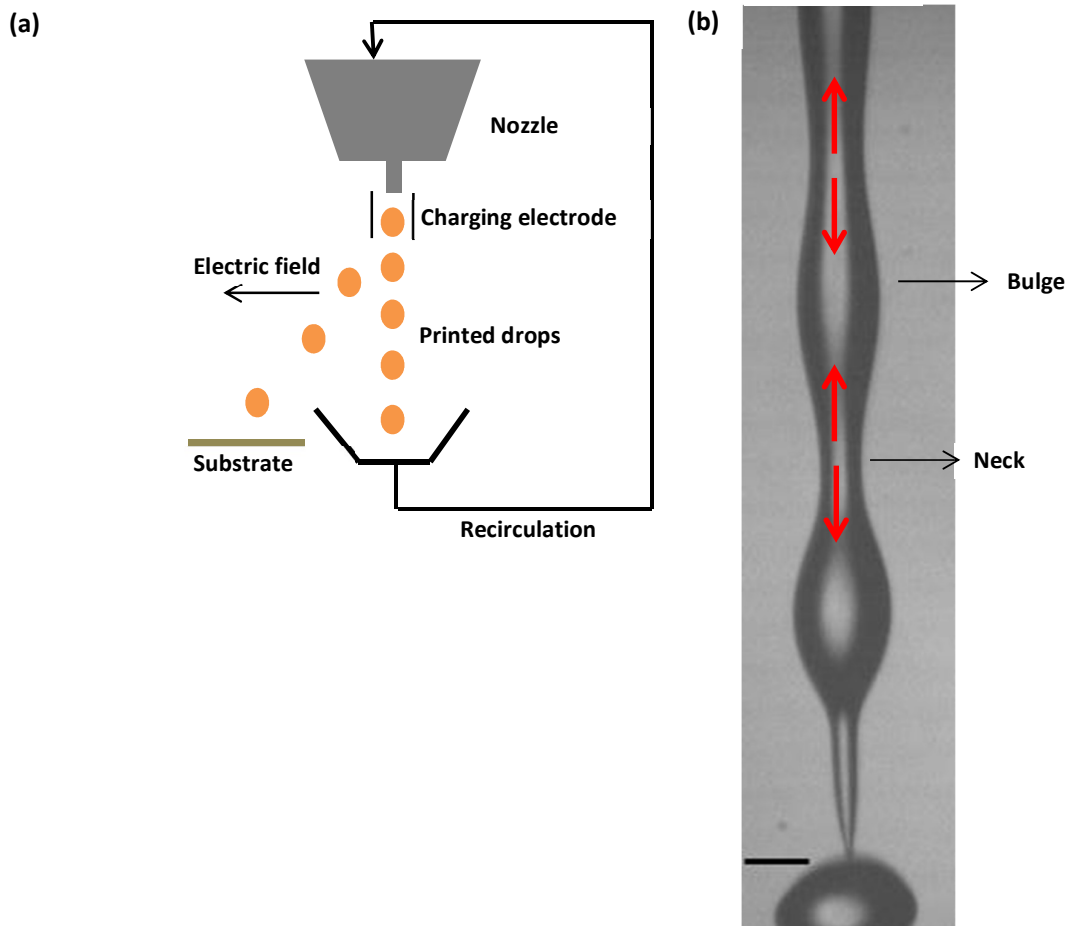 (a)
Nozzle
Charging electrode
Electric field
Printed drops
Substrate
Recirculation
(b)
Bulge
Neck